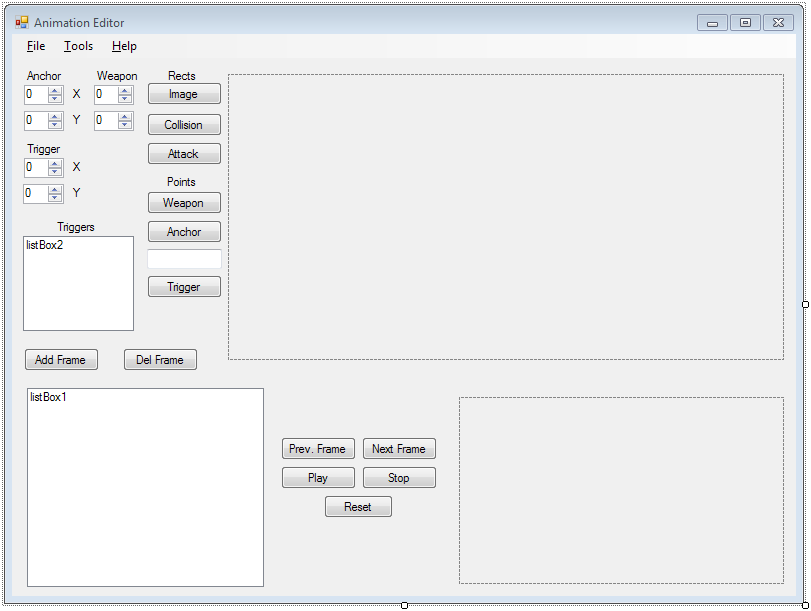 Animation Editor
File Tools Help
Anchor Weapon Rects
0 X 0 Image
0 Y 0 Collision
Trigger Attack
0 X
Points
0 Y Weapon
Triggers Anchor
listBox2
Trigger
Add Frame Del Frame
listBox1
Prev. Frame Next Frame
Play Stop
Reset